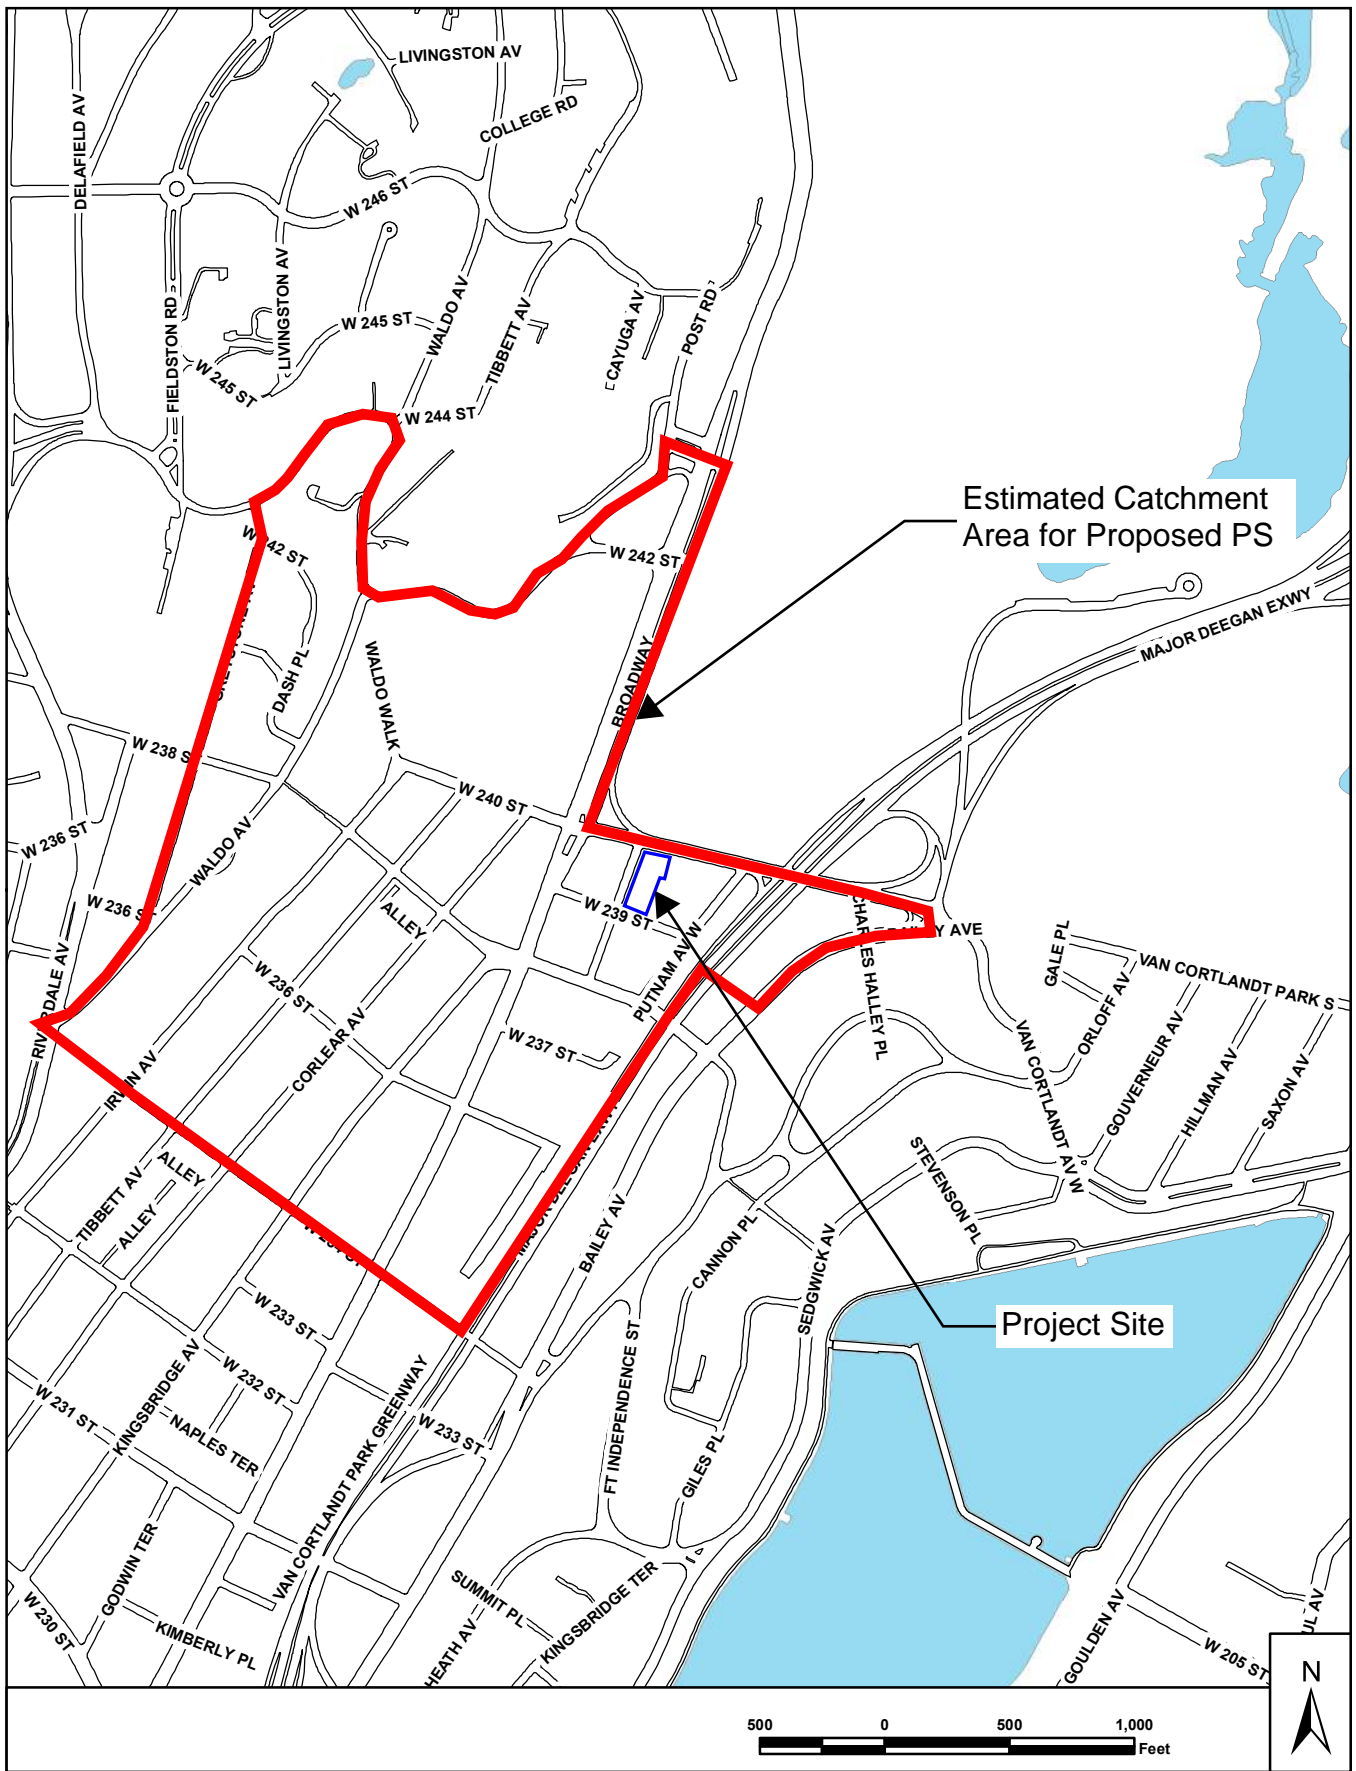 LIVINGSTON AV
COLLEGE RD
DELAFIELD AV
W 246 ST
LIVINGSTON AV
WALDO AV
FIELDSTON RD
W 245 ST
TIBBETT AV
CAYUGA AV
POST RD
W 245 ST
W 244 ST
Estimated Catchment
Area for Proposed PS
W 242 ST
MAJOR DEEGAN EXWY
DASH PL
WALDO WALK
BROADWAY
W 238 ST
W 240 ST
W 236 ST
WALDO AV
W 236 ST
ALLEY
W 239 ST
PUTNAM AV W
CHARLES HALLEY PL
AVE
GALE PL
VAN CORTLANDT PARK S
ORLOFF AV
RIVERDALE AV
W 236 ST
CORLEAR AV
W 237 ST
VAN CORTLANDT AV W
GOUVERNEUR AV
HILLMAN AV
SAXON AV
IRWIN AV
ALLEY
TIBBETT AV
ALLEY
STEVENSON PL
BAILEY AV
CANNON PL
SEDGWICK AV
W 233 ST
Project Site
W 232 ST
KINGSBRIDGE AV
W 231 ST
NAPLES TER
VAN CORTLANDT PARK GREENWAY
W 233 ST
FT INDEPENDENCE ST
GILES PL
GODWIN TER
W 230 ST
KIMBERLY PL
SUMMIT PL
KINGSBRIDGE TER
HEATH AV
GOULDEN AV
W 205 ST
UL AV
N
500 0 500 1,000
Feet